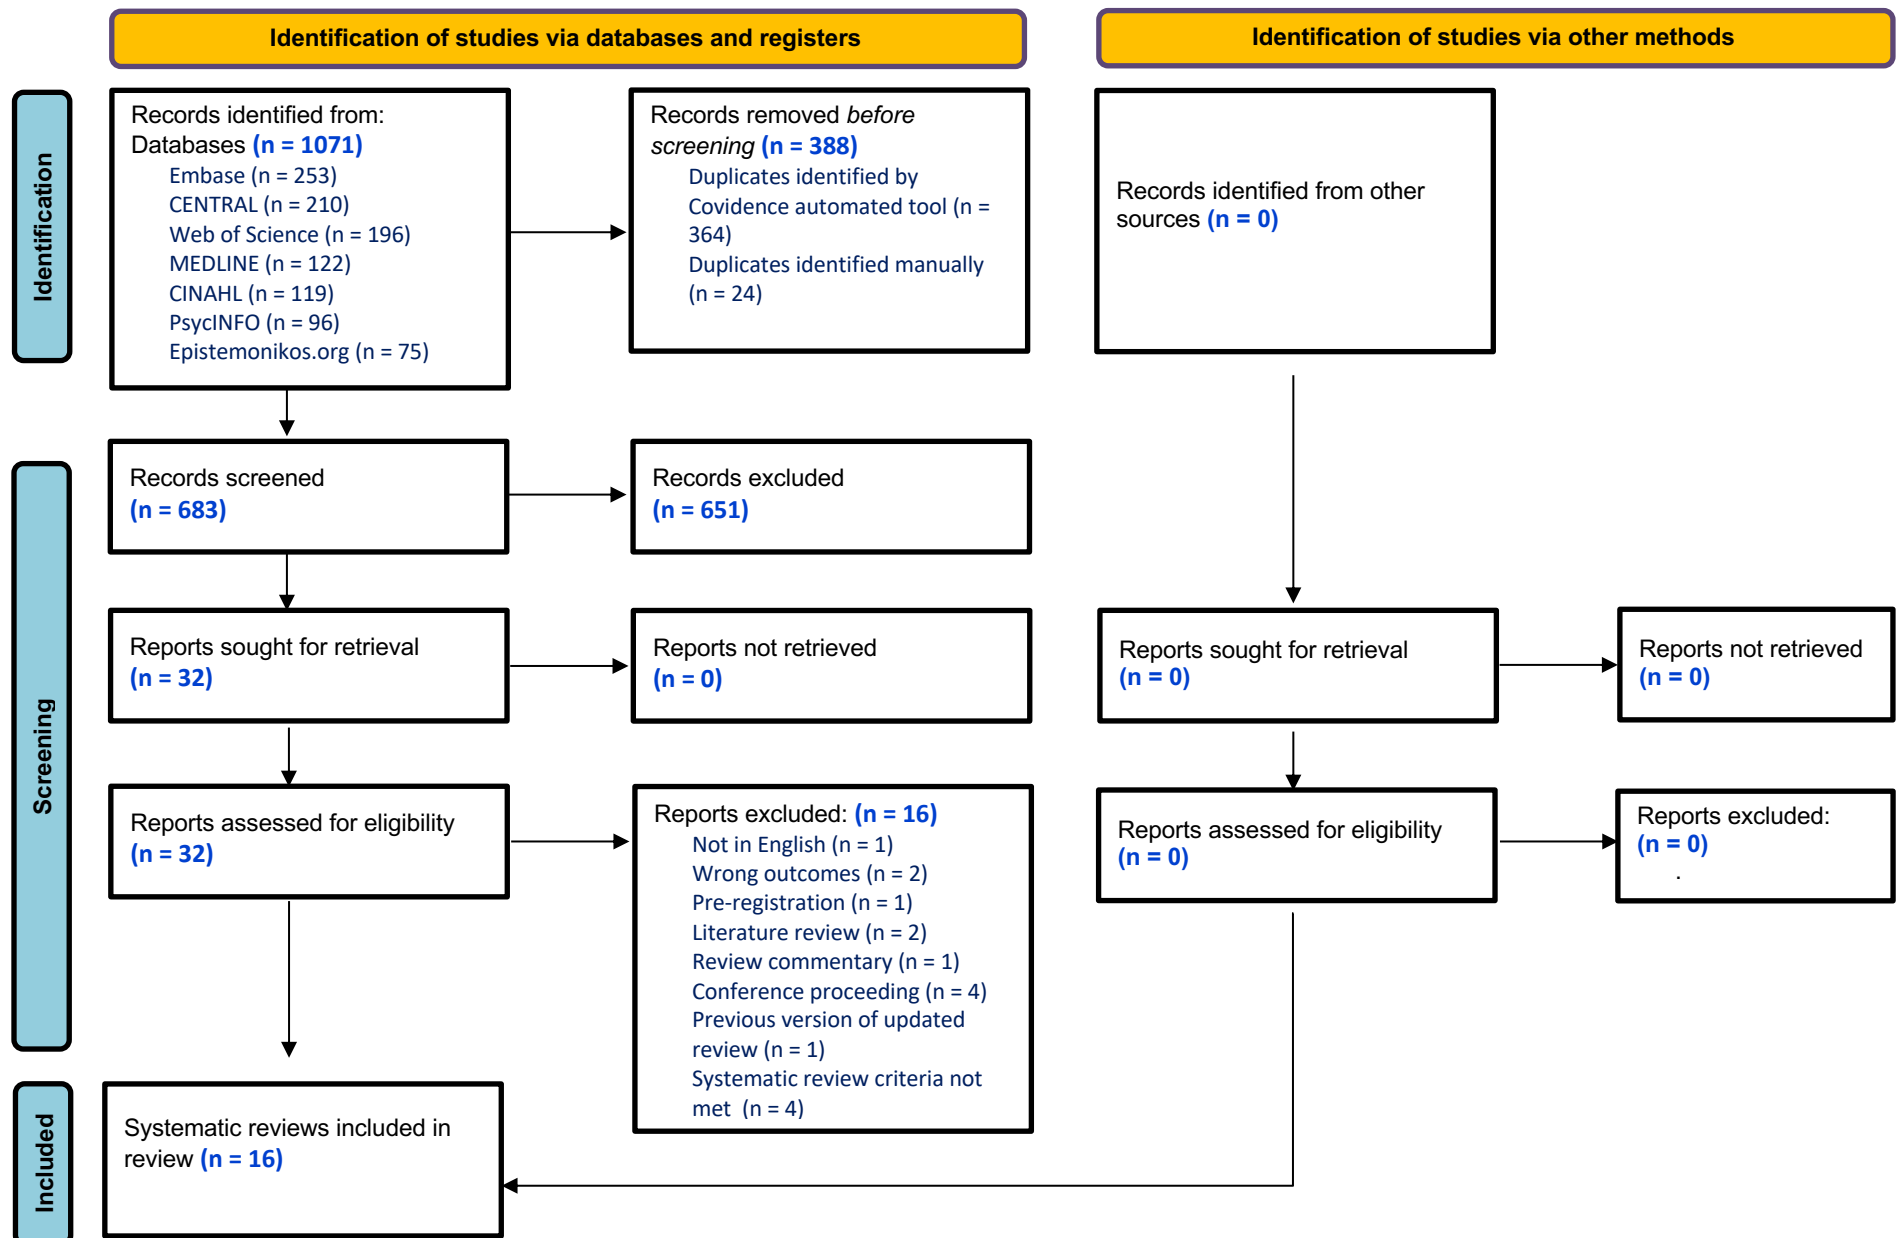 Identification of studies via databases and registers
Identification of studies via other methods
Identification
Records identified from:
Databases (n = 1071)
Embase (n = 253)
CENTRAL (n = 210)
Web of Science (n = 196)
MEDLINE (n = 122)
CINAHL (n = 119)
PsycINFO (n = 96)
Epistemonikos.org (n = 75)
Records removed before
screening (n = 388)
Duplicates identified by
Covidence automated tool (n =
364)
Duplicates identified manually
(n = 24)
Records identified from other
sources (n = 0)
Screening
Records screened
(n = 683)
Records excluded
(n = 651)
Reports sought for retrieval
(n = 32)
Reports not retrieved
(n = 0)
Reports sought for retrieval
(n = 0)
Reports not retrieved
(n = 0)
Reports assessed for eligibility
(n = 32)
Reports excluded: (n = 16)
Not in English (n = 1)
Wrong outcomes (n = 2)
Pre-registration (n = 1)
Literature review (n = 2)
Review commentary (n = 1)
Conference proceeding (n = 4)
Previous version of updated
review (n = 1)
Systematic review criteria not
met (n = 4)
Reports assessed for eligibility
(n = 0)
Reports excluded:
(n = 0)
.
Included
Systematic reviews included in
review (n = 16)